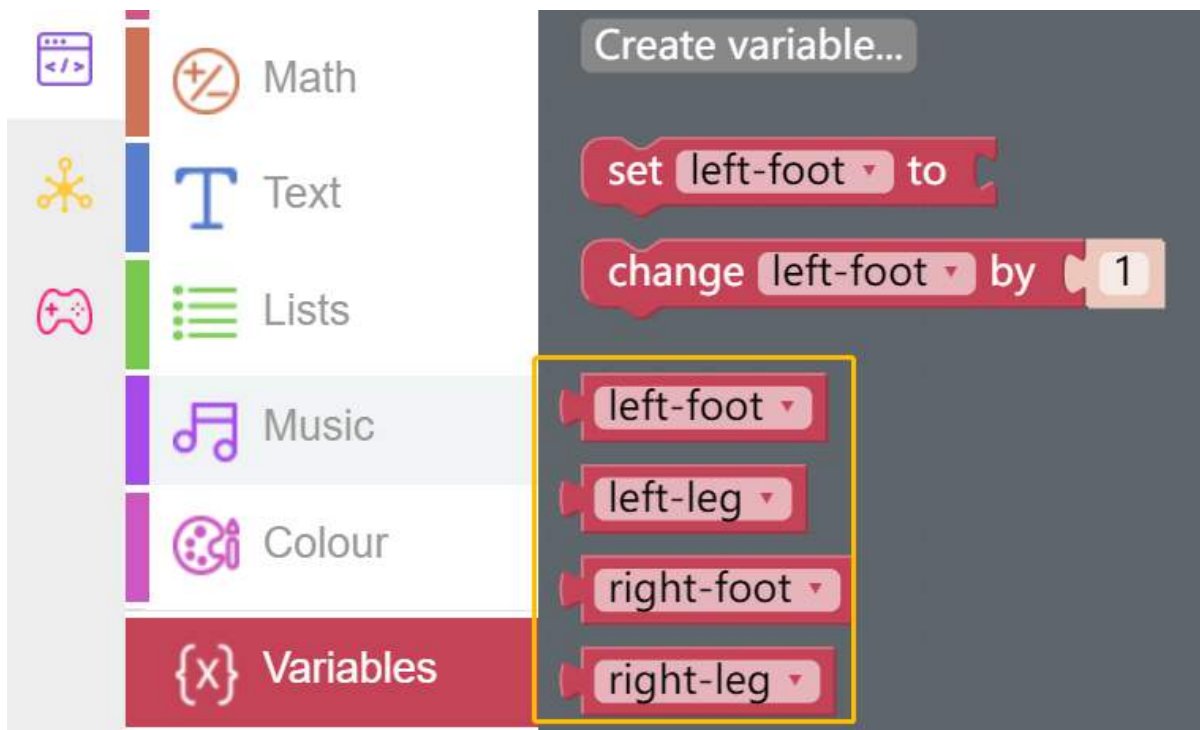 Math
Text
Lists
Music
Colour
{x} Variables
Create variable...
set left-foot to
change left-foot by 1
left-foot
left-leg
right-foot
right-leg